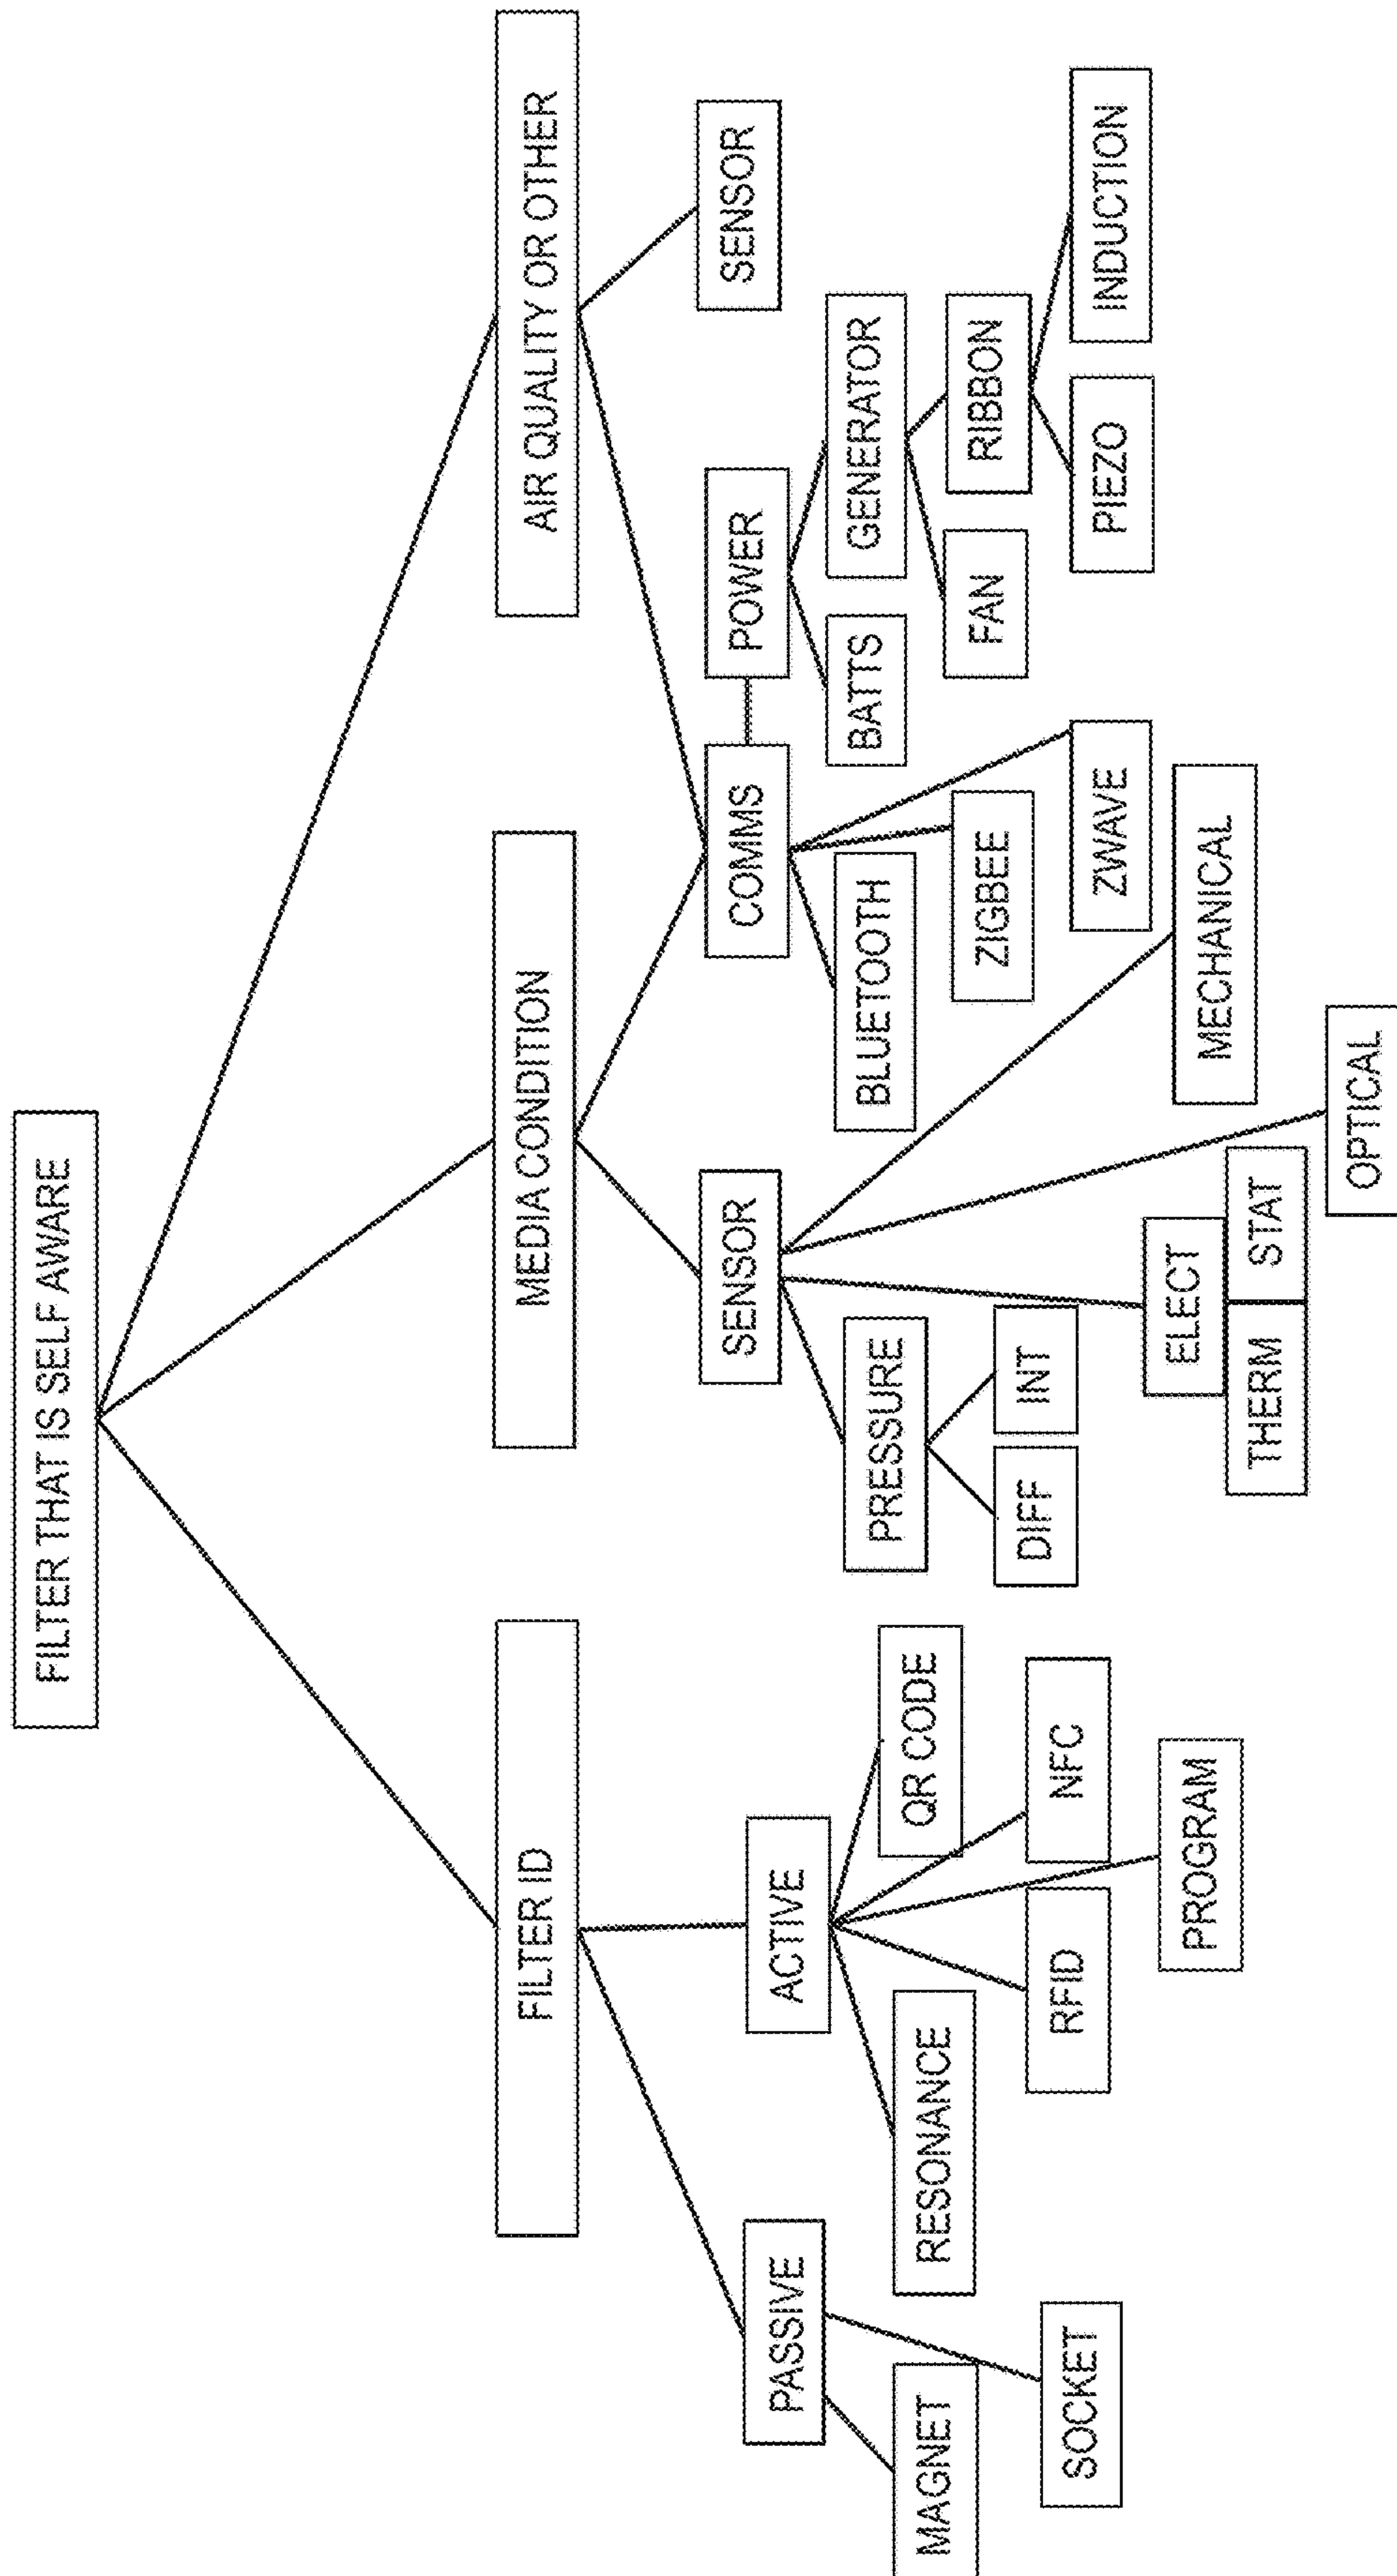 FILTER THAT IS SELF AWARE
FILTER ID
MEDIA CONDITION
AIR QUALITY OR OTHER
PASSIVE
ACTIVE
SENSOR
COMMS
POWER
SENSOR
MAGNET
RESONANCE
QR CODE
PRESSURE
BLUETOOTH
BATTS
GENERATOR
SOCKET
RFID
NFC
DIFF
INT
ZIGBEE
FAN
RIBBON
PROGRAM
ELECT
ZWAVE
PIEZO
INDUCTION
THERM
STAT
MECHANICAL
OPTICAL